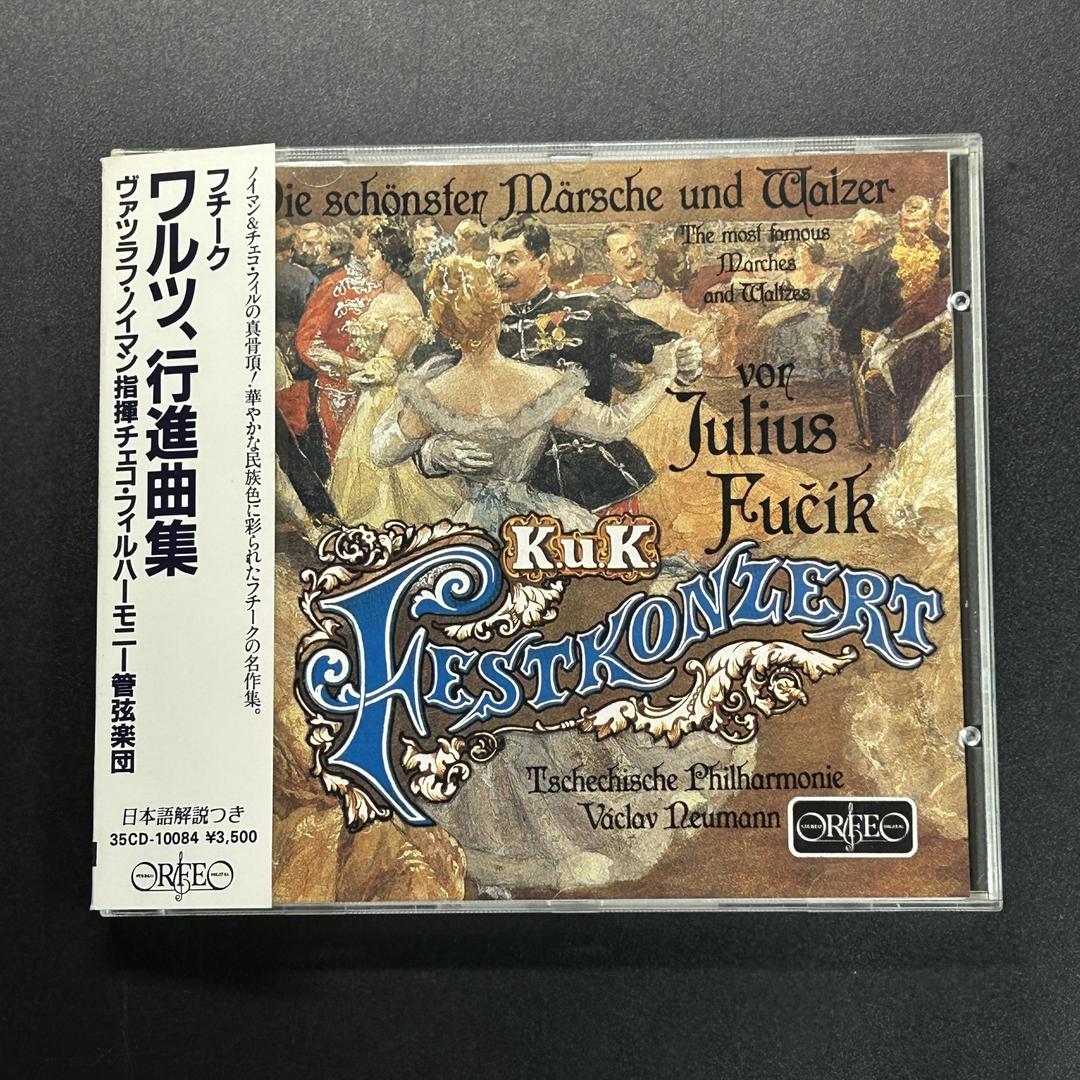 ノイマン&チェコ・フィルの真骨頂!華やかな民族色に彩られたフチークの名作集。
フチーク
ワルツ、行進曲集
ヴァツラフ・ノイマン指揮チェコ・フィルハーモニー管弦楽団
日本語解説つき
35CD-10084 ¥3,500
ORFEO
Die schönsten Märsche und Walzer
The most famous
Marches
and Waltzes
von
Julius
Fučík
K.u.K.
FESTKONZERT
Tschechische Philharmonie
Václav Neumann
ORFEO